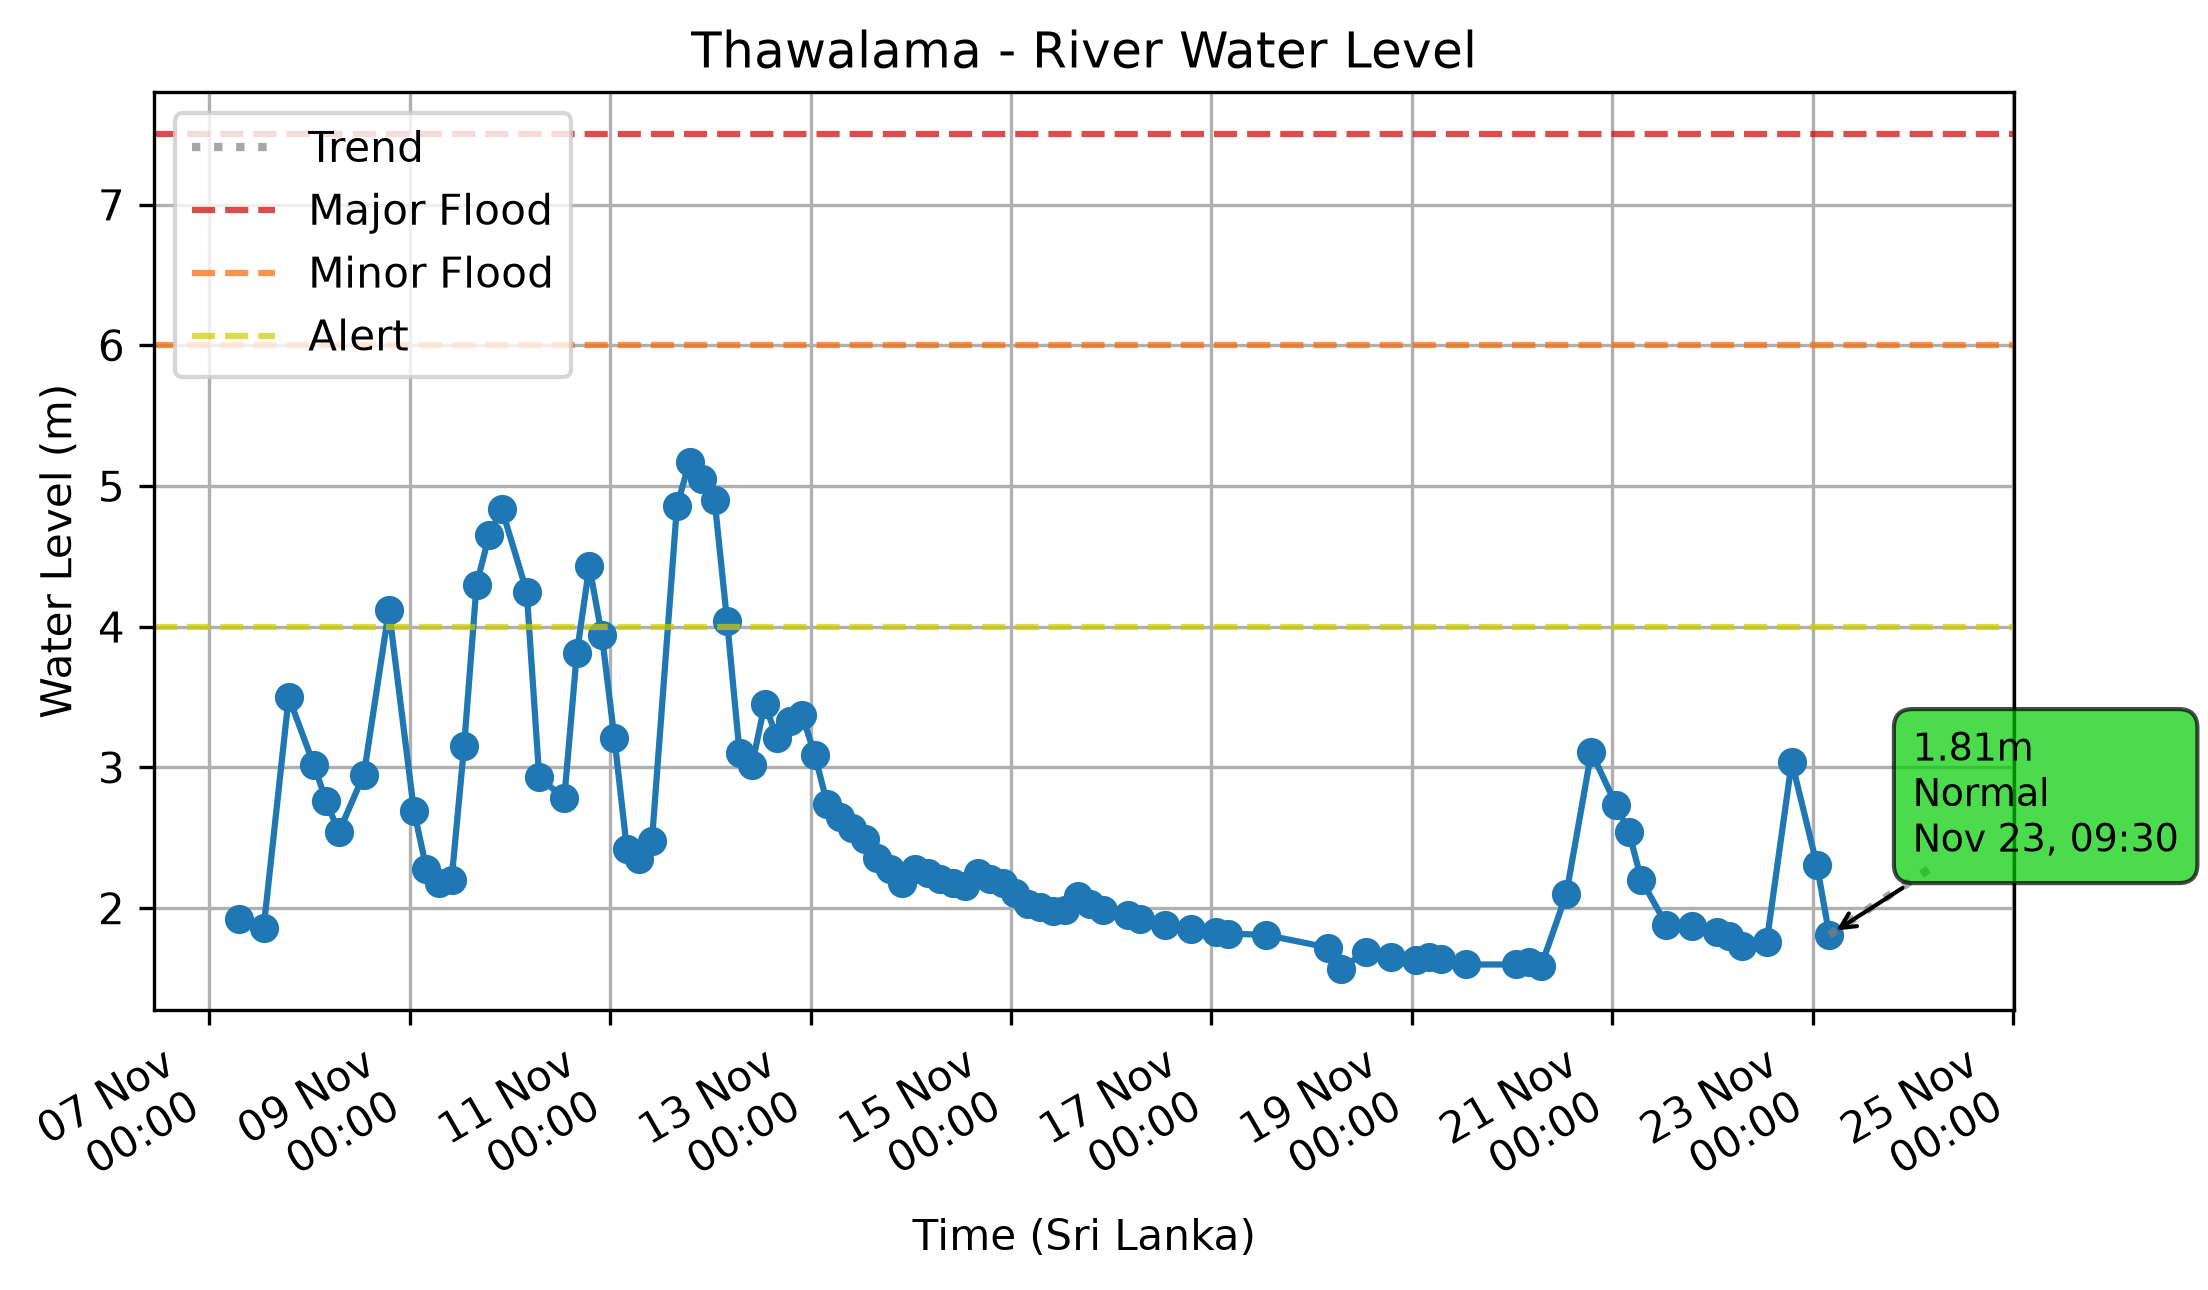 Thawalama - River Water Level
Trend
Major Flood
Minor Flood
Alert
7
6
5
4
3
2
Water Level (m)
1.81m
Normal
Nov 23, 09:30
07 Nov
00:00
09 Nov
00:00
11 Nov
00:00
13 Nov
00:00
15 Nov
00:00
17 Nov
00:00
19 Nov
00:00
21 Nov
00:00
23 Nov
00:00
25 Nov
00:00
Time (Sri Lanka)